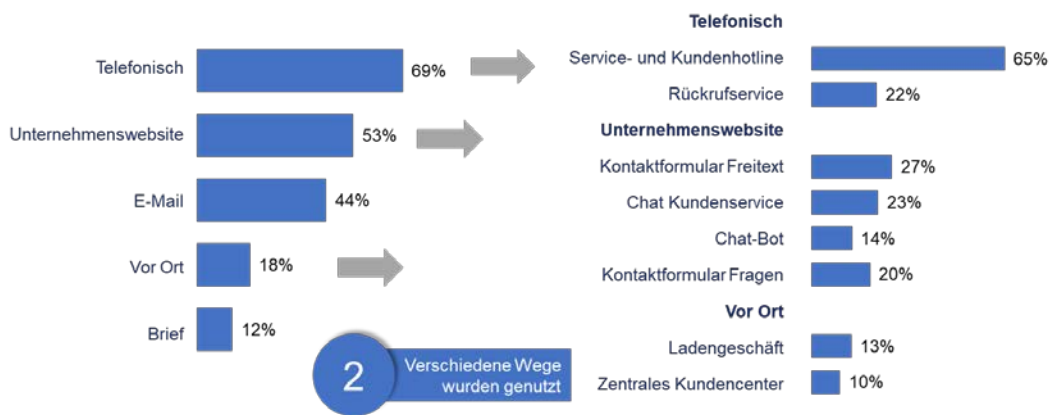 Telefonisch 69%
Unternehmenswebsite 53%
E-Mail 44%
Vor Ort 18%
Brief 12%
2
Verschiedene Wege
wurden genutzt
Telefonisch
Service- und Kundenhotline 65%
Rückrufservice 22%
Unternehmenswebsite
Kontaktformular Freitext 27%
Chat Kundenservice 23%
Chat-Bot 14%
Kontaktformular Fragen 20%
Vor Ort
Ladengeschäft 13%
Zentrales Kundencenter 10%